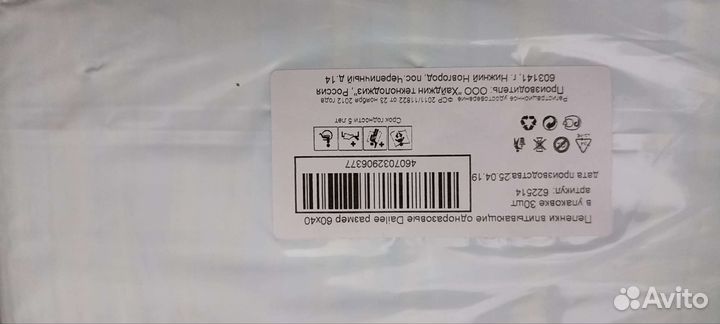 Пеленки впитывающие одноразовые Dailee размер 60х40
в упаковке 30шт
артикул: 622514
дата производства:25.04.19
4607032906377
Срок годности 5 лет
Регистрационное удостоверение ФСР 2011/11822 от 23 ноября 2012 года
Производитель: ООО "Хайджин технолоджиз", Россия
603141, г. Нижний Новгород, пос.Черепичный д.14
Avito